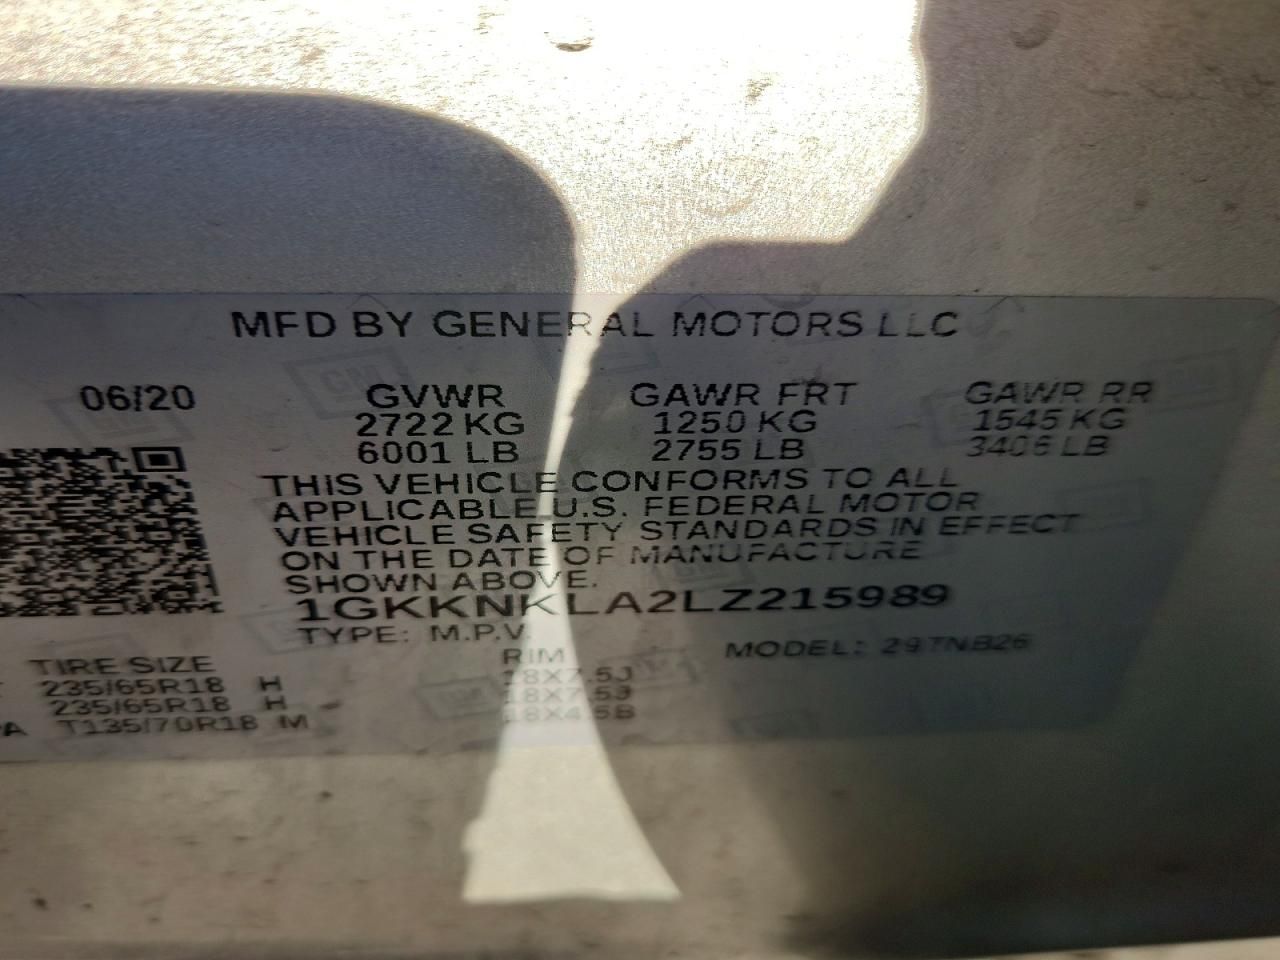 MFD BY GENERAL MOTORS LLC
06/20 GVWR GAWR FRT GAWR RR
2722 KG 1250 KG 1545 KG
6001 LB 2755 LB 3406 LB
THIS VEHICLE CONFORMS TO ALL
APPLICABLE U.S. FEDERAL MOTOR
VEHICLE SAFETY STANDARDS IN EFFECT
ON THE DATE OF MANUFACTURE
SHOWN ABOVE.
1GKKNKLA2LZ215989
TYPE: M.P.V. MODEL: 297NB26
TIRE SIZE RIM
235/65R18 H 18X7.5J
235/65R18 H 18X7.5J
T135/70R18 M 18X4.5B